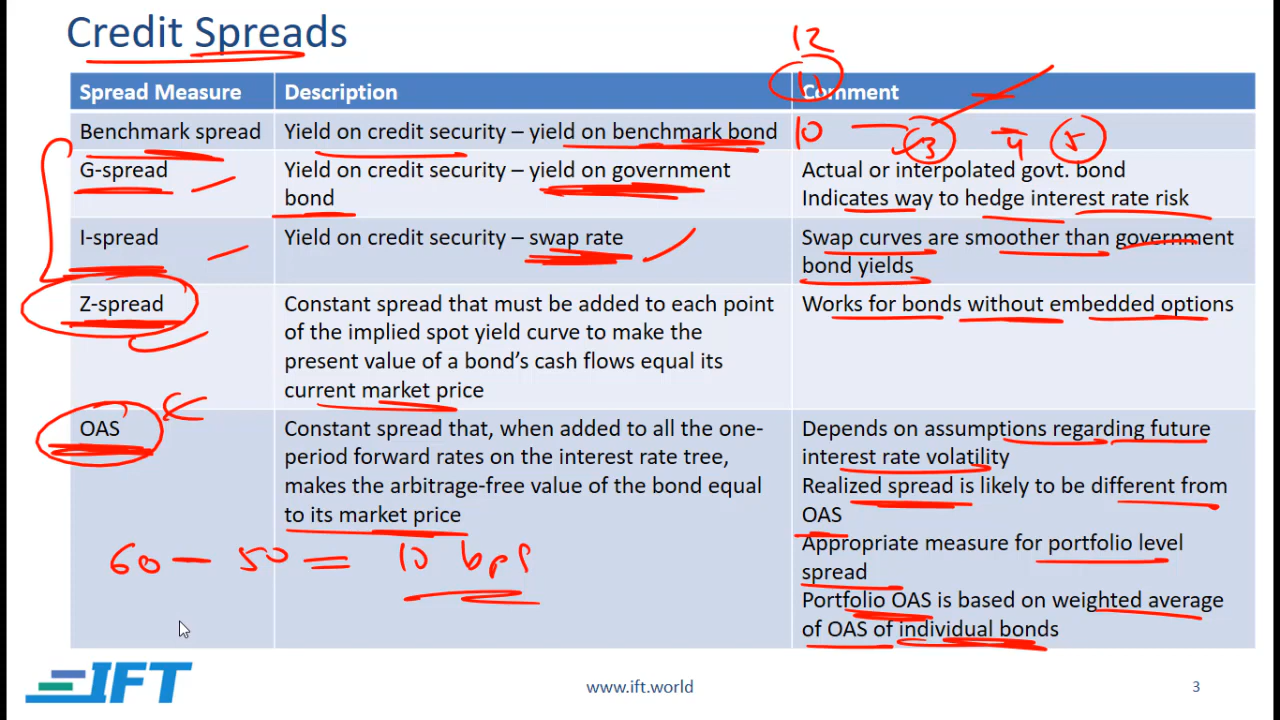 Credit Spreads
12
11
Spread Measure Description Comment
Benchmark spread Yield on credit security – yield on benchmark bond 10 — 3 4 5
G-spread Yield on credit security – yield on government Actual or interpolated govt. bond
bond Indicates way to hedge interest rate risk
I-spread Yield on credit security – swap rate Swap curves are smoother than government
bond yields
Z-spread Constant spread that must be added to each point Works for bonds without embedded options
of the implied spot yield curve to make the
present value of a bond's cash flows equal its
current market price
OAS Constant spread that, when added to all the one- Depends on assumptions regarding future
period forward rates on the interest rate tree, interest rate volatility
makes the arbitrage-free value of the bond equal Realized spread is likely to be different from
to its market price OAS
60 — 50 = 10 bps Appropriate measure for portfolio level
spread
Portfolio OAS is based on weighted average
of OAS of individual bonds
IFT www.ift.world 3